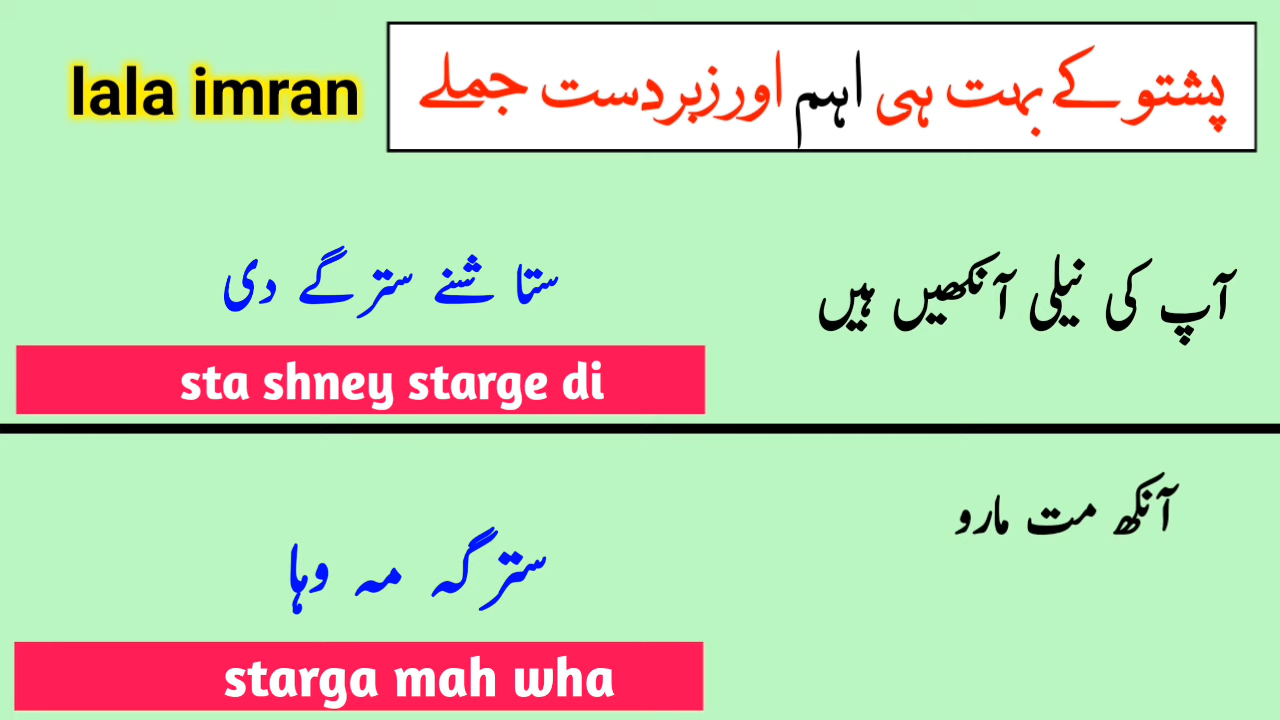 lala imran
پشتو کے بہت ہی اہم اور زبردست جملے
آپ کی نیلی آنکھیں ہیں
ستا شنے سترگے دی
sta shney starge di
آنکھ مت مارو
سترگہ مہ وہا
starga mah wha